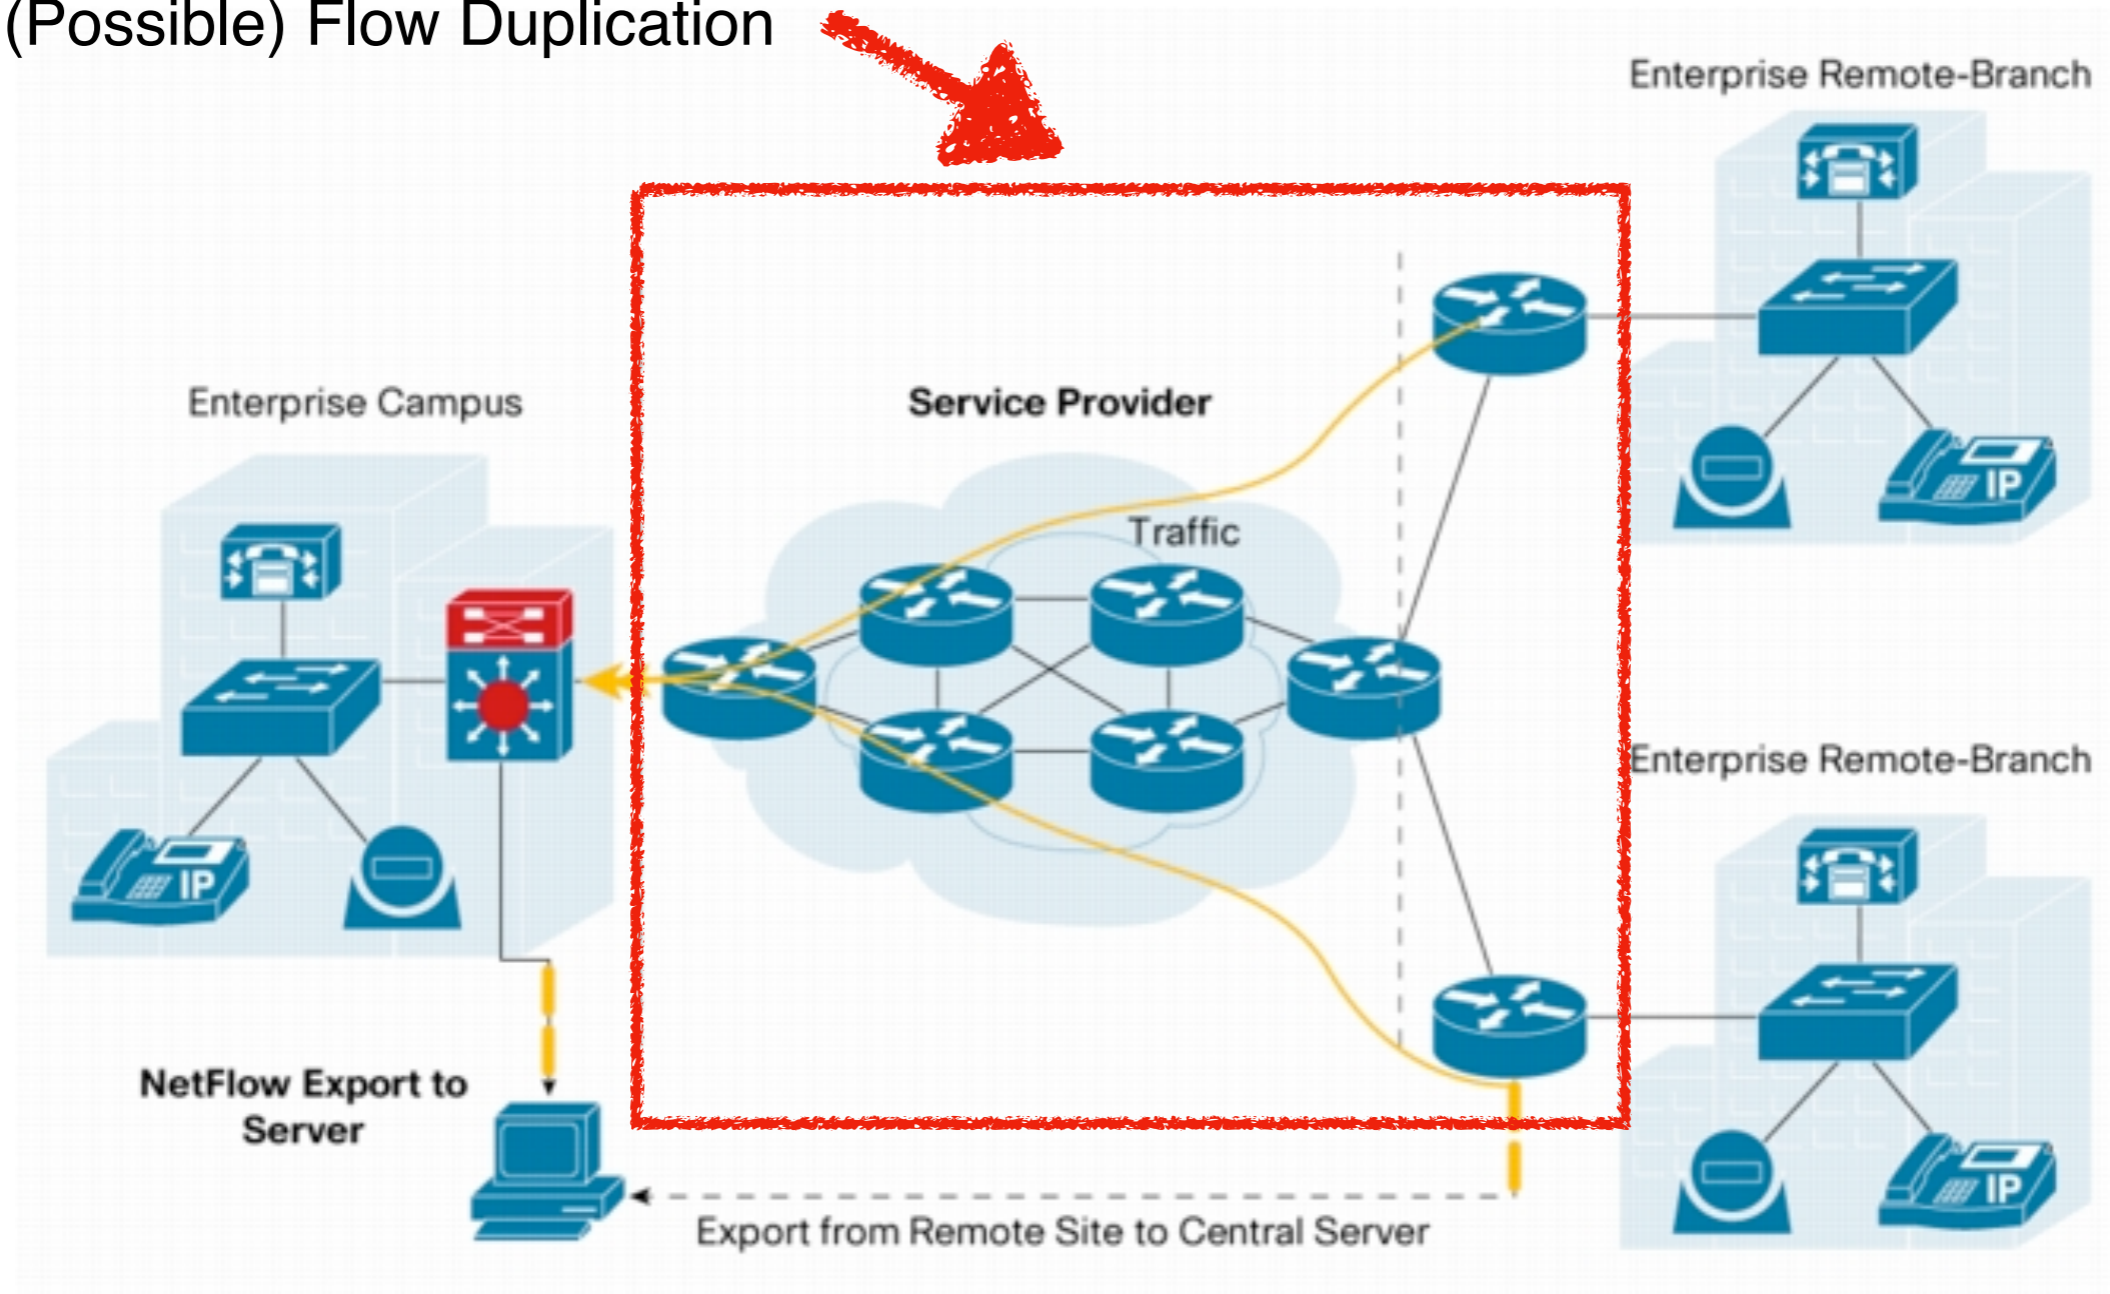 (Possible) Flow Duplication
Enterprise Remote-Branch
Enterprise Campus
Service Provider
Traffic
IP
IP
Enterprise Remote-Branch
NetFlow Export to
Server
Export from Remote Site to Central Server
IP